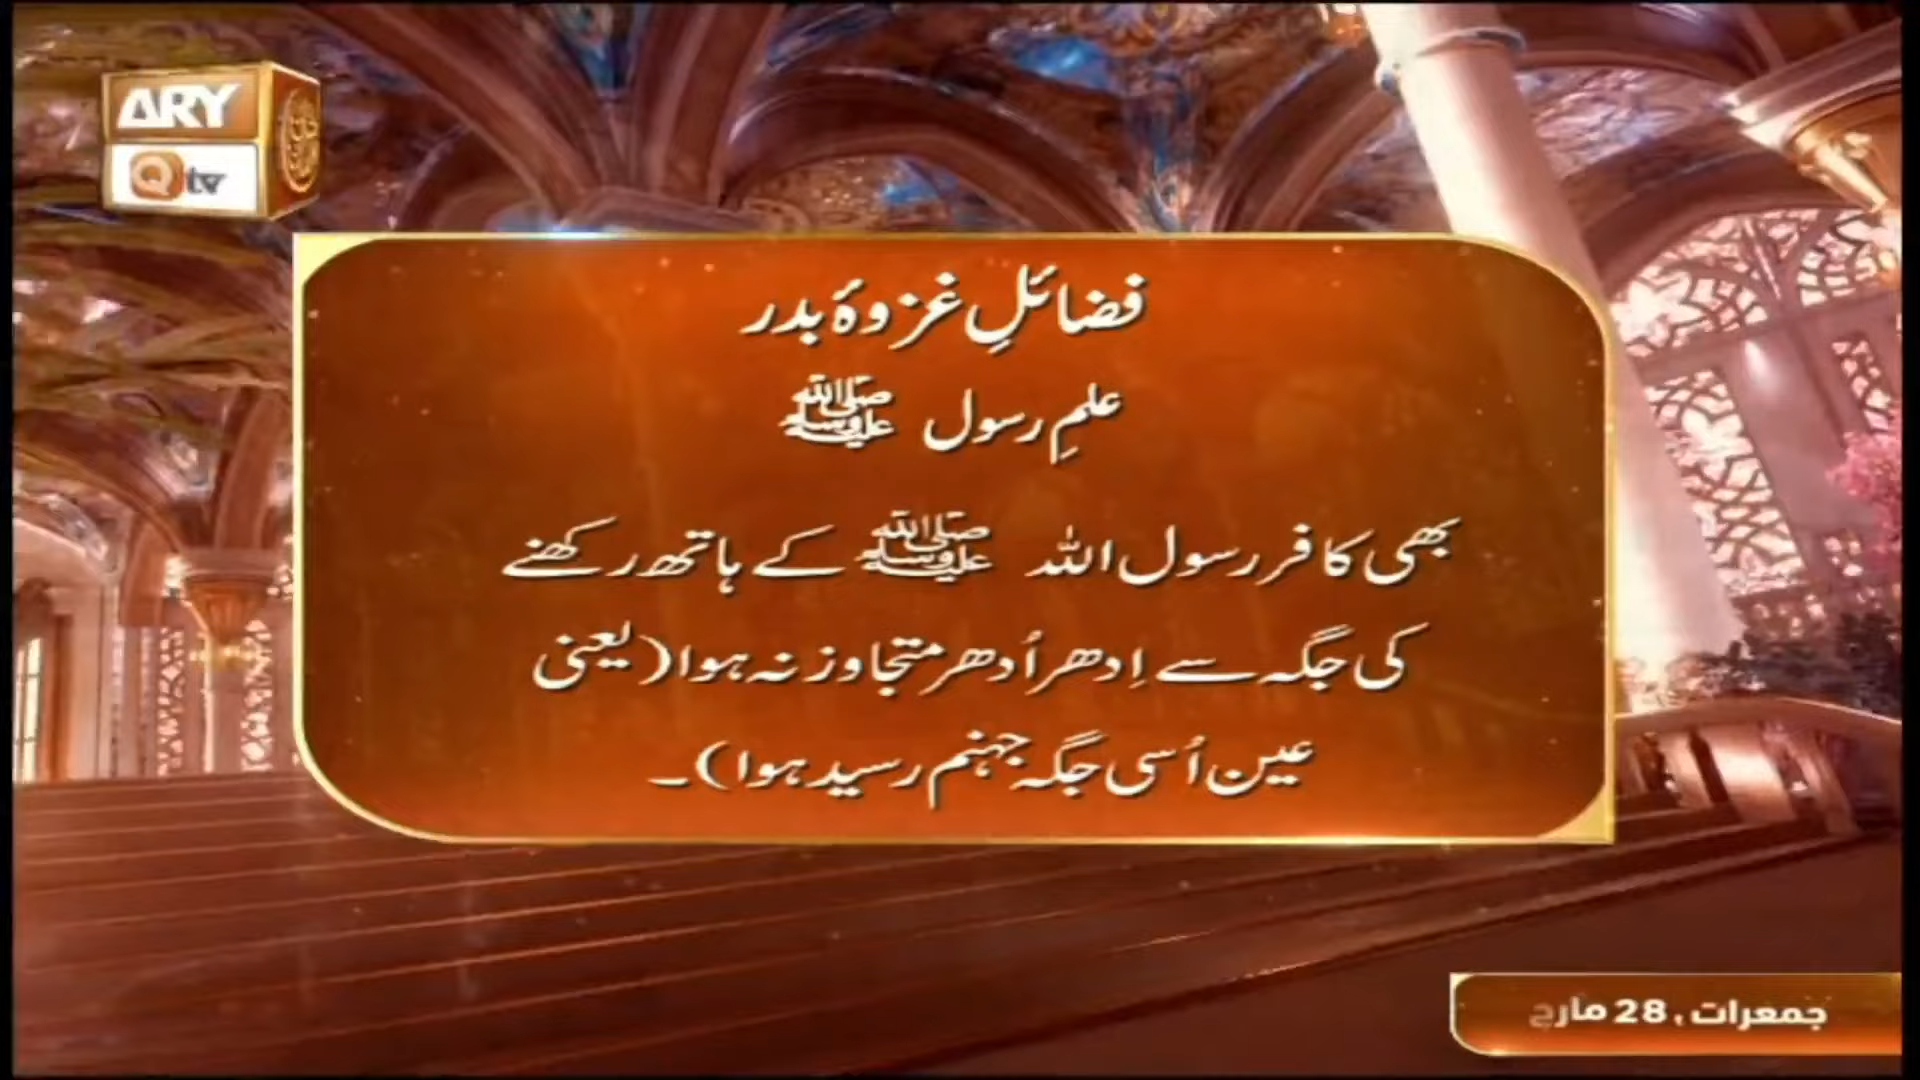 ARY
Qtv
فضائلِ غزوۂ بدر
علمِ رسول ﷺ
بھی کافر رسول اللہ ﷺ کے ہاتھ رکھنے
کی جگہ سے اِدھر اُدھر متجاوز نہ ہوا (یعنی
عین اُسی جگہ جہنم رسید ہوا)۔
جمعرات، 28 مارچ